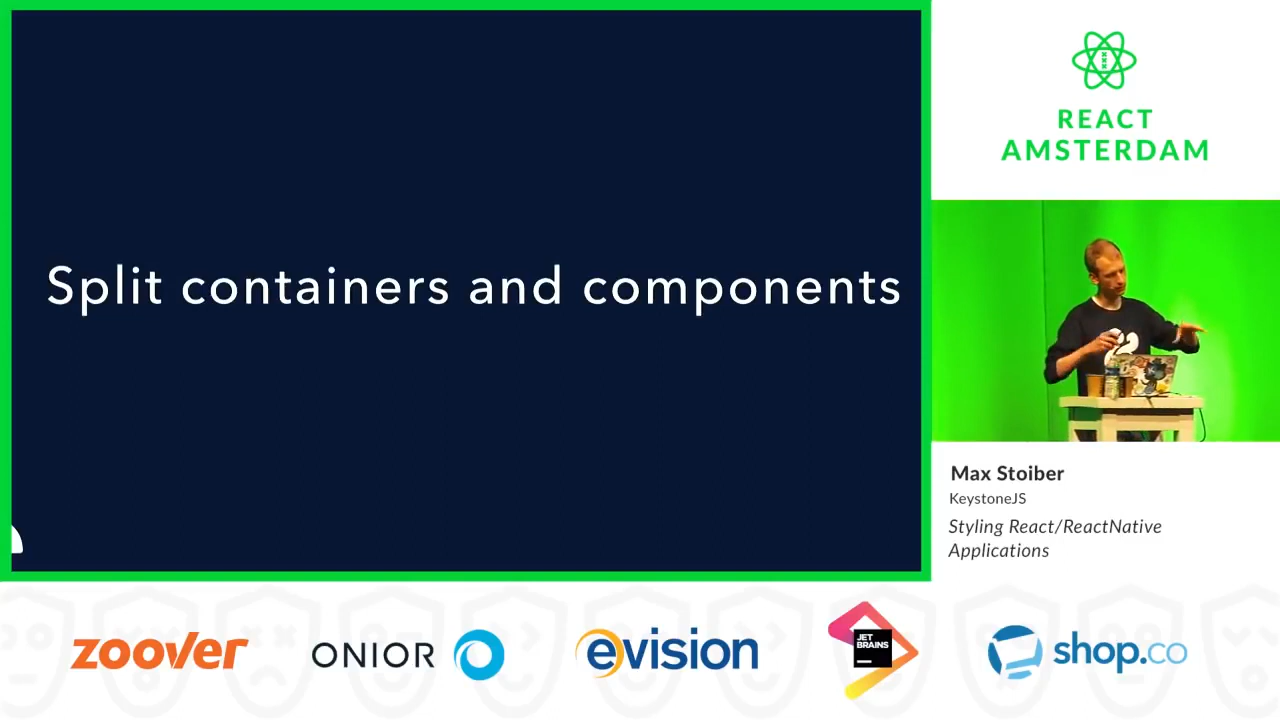 Split containers and components
REACT
AMSTERDAM
Max Stoiber
KeystoneJS
Styling React/ReactNative
Applications
zoover
ONIOR
evision
JET
BRAINS
shop.co